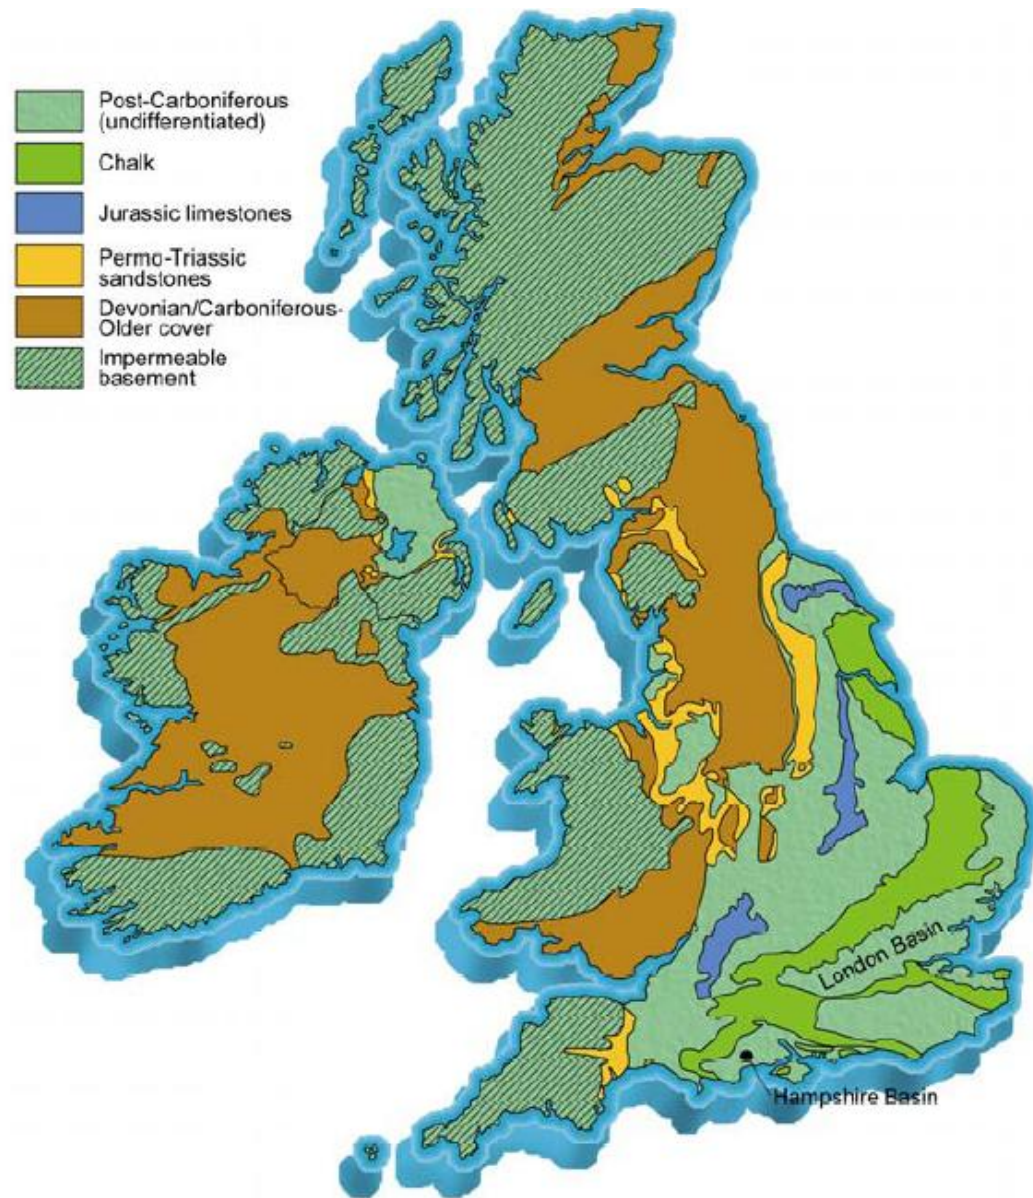 Post-Carboniferous
(undifferentiated)
Chalk
Jurassic limestones
Permo-Triassic
sandstones
Devonian/Carboniferous-
Older cover
Impermeable
basement
London Basin
Hampshire Basin